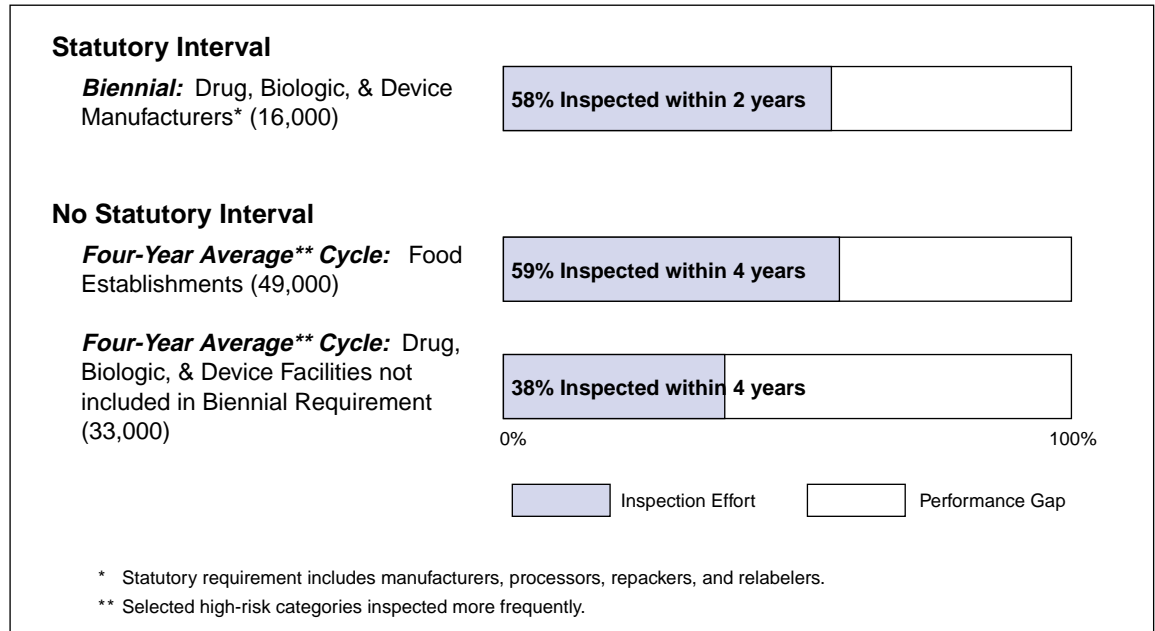 Statutory Interval
Biennial: Drug, Biologic, & Device
Manufacturers* (16,000)
58% Inspected within 2 years
No Statutory Interval
Four-Year Average** Cycle: Food
Establishments (49,000)
59% Inspected within 4 years
Four-Year Average** Cycle: Drug,
Biologic, & Device Facilities not
included in Biennial Requirement
(33,000)
38% Inspected within 4 years
0% 100%
Inspection Effort Performance Gap
* Statutory requirement includes manufacturers, processors, repackers, and relabelers.
** Selected high-risk categories inspected more frequently.